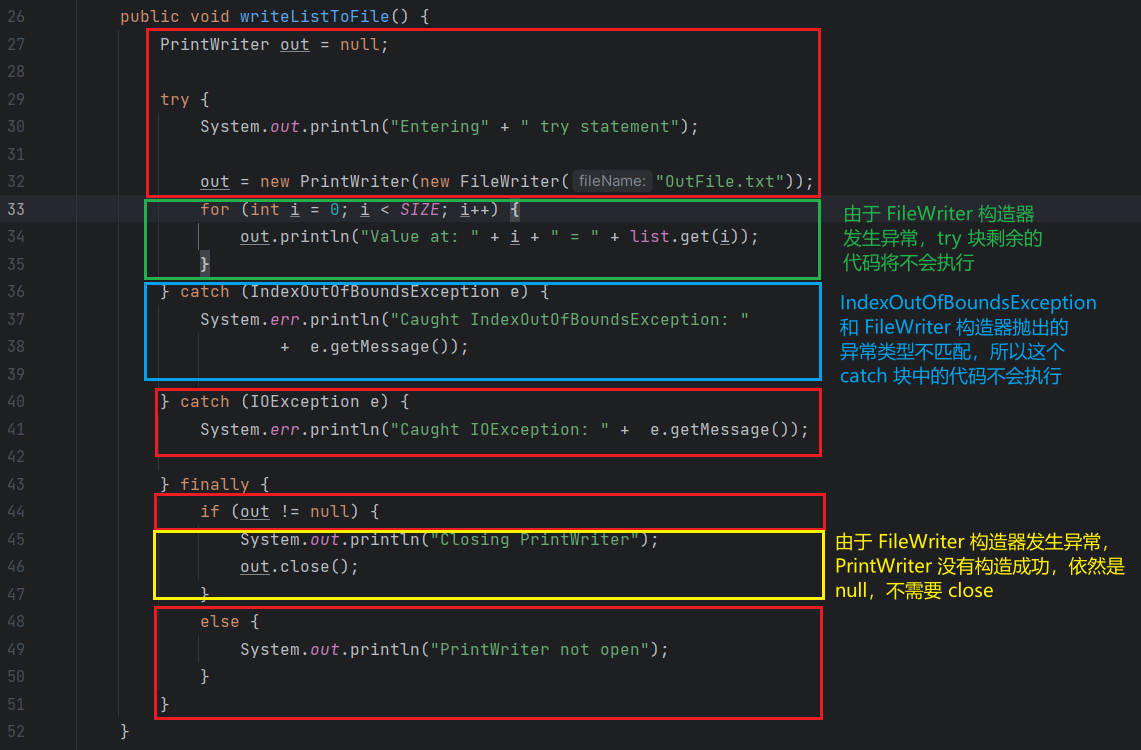 26 public void writeListToFile() {
27 PrintWriter out = null;
28
29 try {
30 System.out.println("Entering" + " try statement");
31
32 out = new PrintWriter(new FileWriter( fileName: "OutFile.txt"));
33 for (int i = 0; i < SIZE; i++) {
34 out.println("Value at: " + i + " = " + list.get(i));
35 }
由于 FileWriter 构造器
发生异常，try 块剩余的
代码将不会执行
36 } catch (IndexOutOfBoundsException e) {
37 System.err.println("Caught IndexOutOfBoundsException: "
38 + e.getMessage());
39
IndexOutOfBoundsException
和 FileWriter 构造器抛出的
异常类型不匹配，所以这个
catch 块中的代码不会执行
40 } catch (IOException e) {
41 System.err.println("Caught IOException: " + e.getMessage());
42
43 } finally {
44 if (out != null) {
45 System.out.println("Closing PrintWriter");
46 out.close();
47 }
由于 FileWriter 构造器发生异常，
PrintWriter 没有构造成功，依然是
null，不需要 close
48 else {
49 System.out.println("PrintWriter not open");
50 }
51 }
52 }